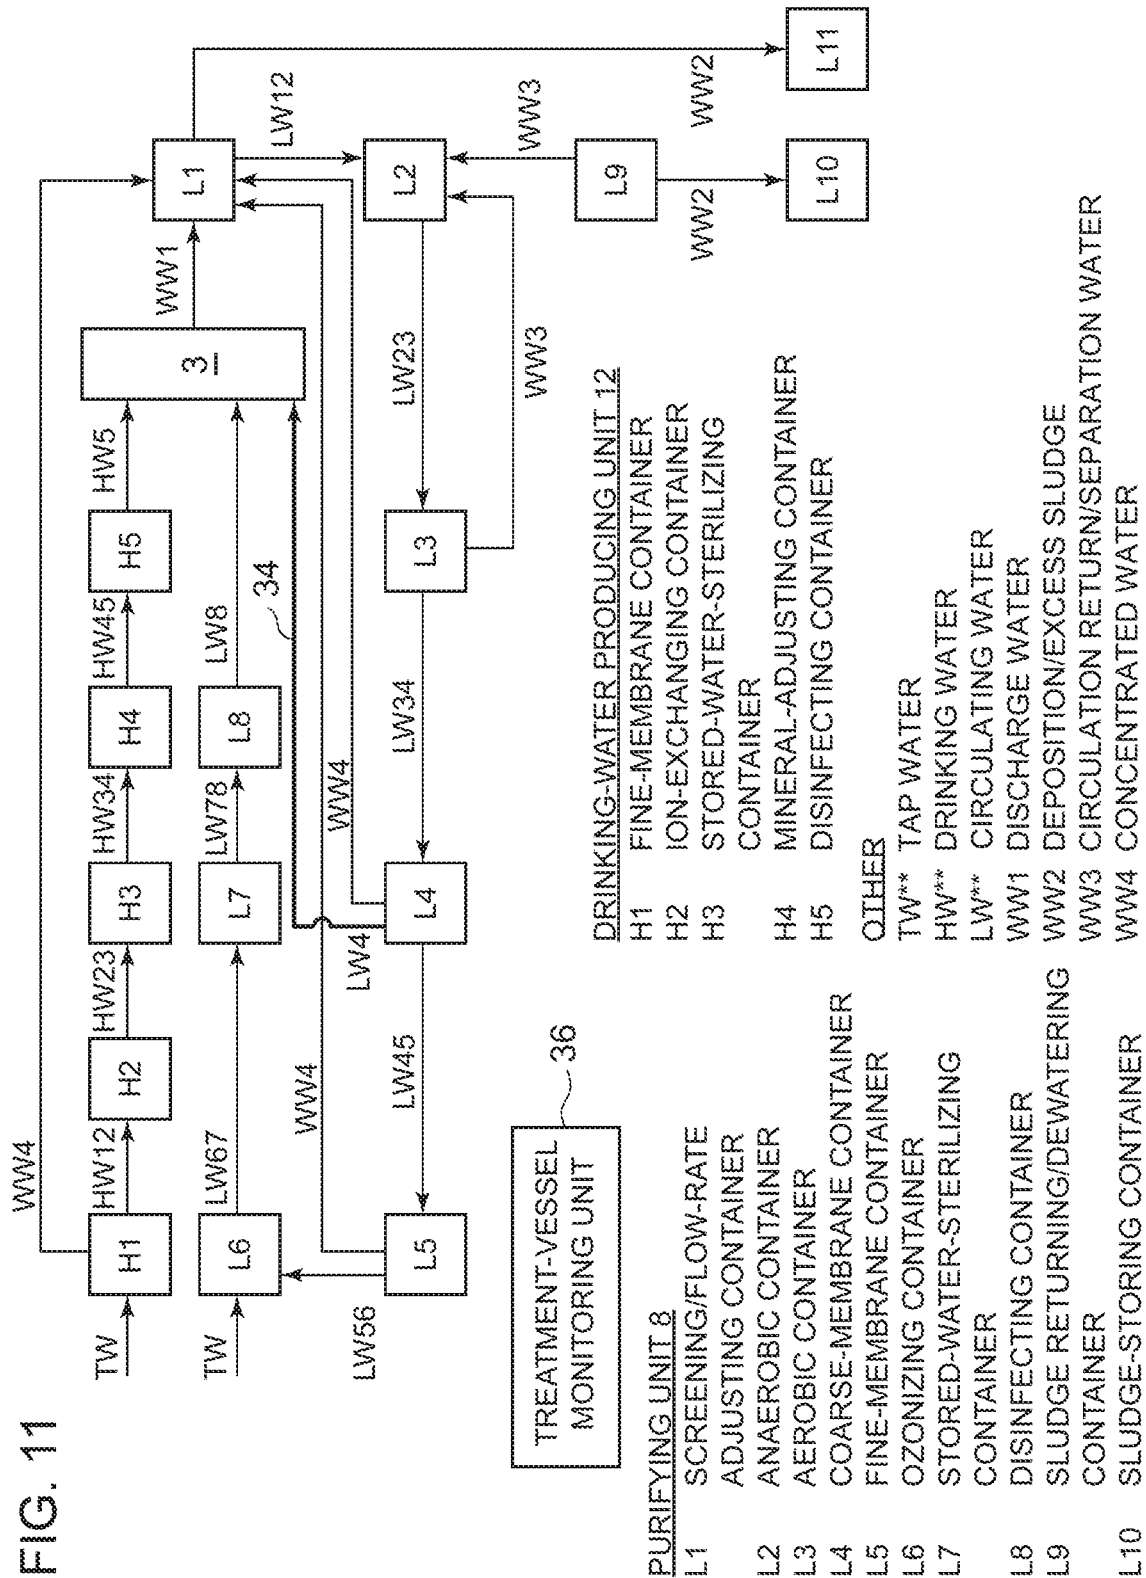 FIG. 11
WW4
TW
H1
HW12
H2
HW23
H3
HW34
H4
HW45
H5
HW5
3
WW1
L1
TW
L6
LW67
L7
LW78
L8
LW8
34
LW12
LW56
L5
WW4
LW45
LW4
L4
WW4
LW34
L3
LW23
L2
WW3
WW3
L9
WW2
L10
WW2
L11
TREATMENT-VESSEL
MONITORING UNIT
36
PURIFYING UNIT 8
L1 SCREENING/FLOW-RATE
ADJUSTING CONTAINER
L2 ANAEROBIC CONTAINER
L3 AEROBIC CONTAINER
L4 COARSE-MEMBRANE CONTAINER
L5 FINE-MEMBRANE CONTAINER
L6 OZONIZING CONTAINER
L7 STORED-WATER-STERILIZING
CONTAINER
L8 DISINFECTING CONTAINER
L9 SLUDGE RETURNING/DEWATERING
CONTAINER
L10 SLUDGE-STORING CONTAINER
DRINKING-WATER PRODUCING UNIT 12
H1 FINE-MEMBRANE CONTAINER
H2 ION-EXCHANGING CONTAINER
H3 STORED-WATER-STERILIZING
CONTAINER
H4 MINERAL-ADJUSTING CONTAINER
H5 DISINFECTING CONTAINER
OTHER
TW** TAP WATER
HW** DRINKING WATER
LW** CIRCULATING WATER
WW1 DISCHARGE WATER
WW2 DEPOSITION/EXCESS SLUDGE
WW3 CIRCULATION RETURN/SEPARATION WATER
WW4 CONCENTRATED WATER